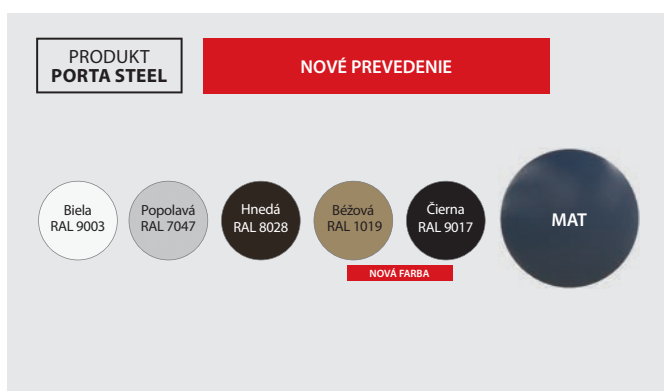 PRODUKT
PORTA STEEL
NOVÉ PREVEDENIE
Biela
RAL 9003
Popolavá
RAL 7047
Hnedá
RAL 8028
Béžová
RAL 1019
Čierna
RAL 9017
MAT
NOVÁ FARBA